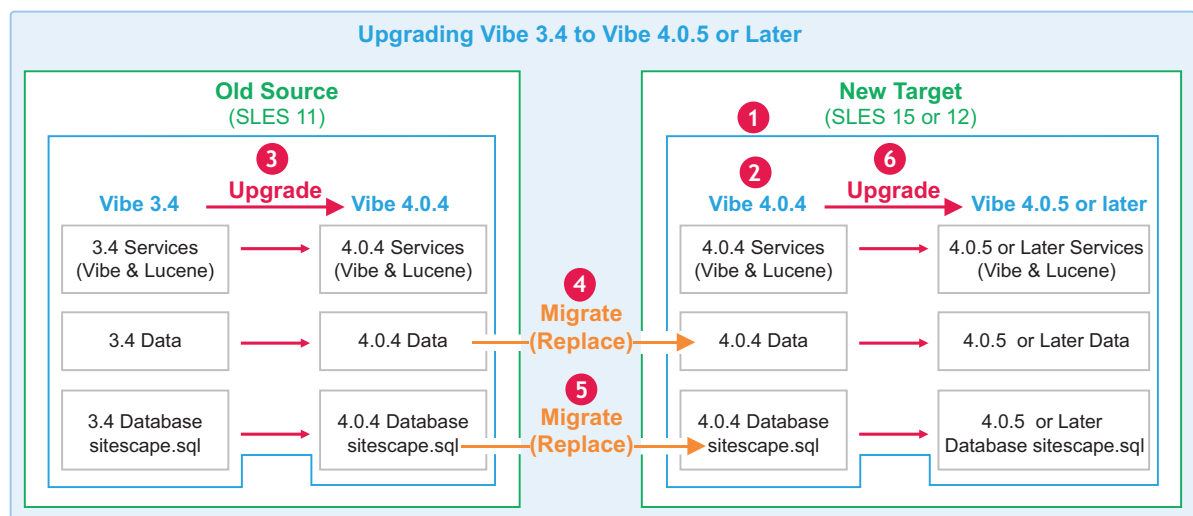 Upgrading Vibe 3.4 to Vibe 4.0.5 or Later
Old Source
(SLES 11)
3
Upgrade
Vibe 3.4
Vibe 4.0.4
3.4 Services
(Vibe & Lucene)
4.0.4 Services
(Vibe & Lucene)
3.4 Data
4.0.4 Data
3.4 Database
sitescape.sql
4.0.4 Database
sitescape.sql
4
Migrate
(Replace)
5
Migrate
(Replace)
New Target
(SLES 15 or 12)
1
2
6
Upgrade
Vibe 4.0.4
Vibe 4.0.5 or later
4.0.4 Services
(Vibe & Lucene)
4.0.5 or Later Services
(Vibe & Lucene)
4.0.4 Data
4.0.5 or Later Data
4.0.4 Database
sitescape.sql
4.0.5 or Later
Database sitescape.sql